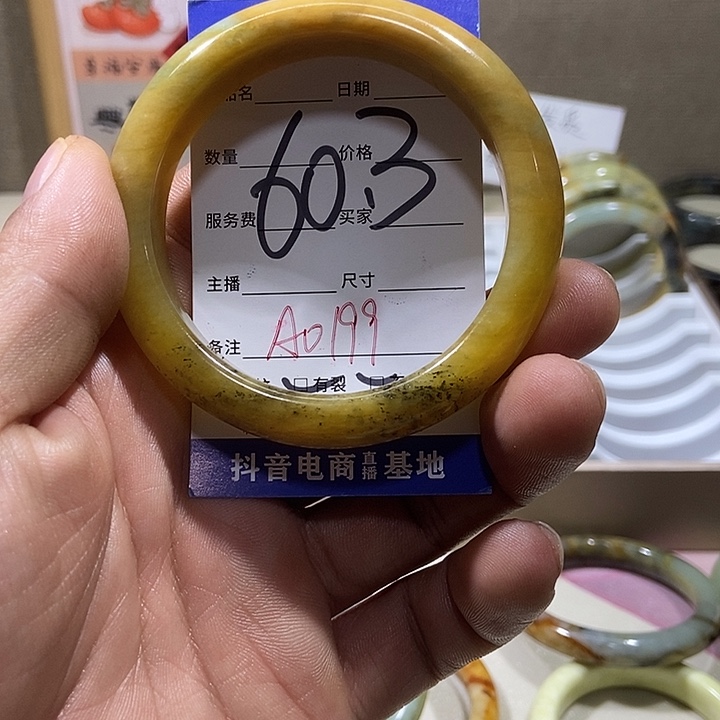 名 日期
数量 价格
60.3
服务费 买家
主播 尺寸
备注 A0199
有裂
抖音电商直播基地